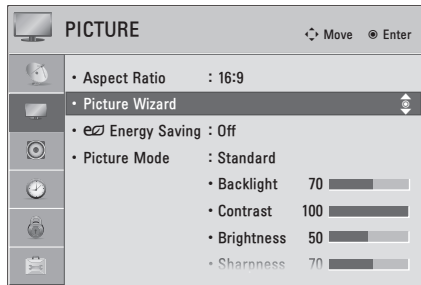 PICTURE
Move Enter
• Aspect Ratio : 16:9
• Picture Wizard
• Energy Saving : Off
• Picture Mode : Standard
• Backlight 70
• Contrast 100
• Brightness 50
• Sharpness 70